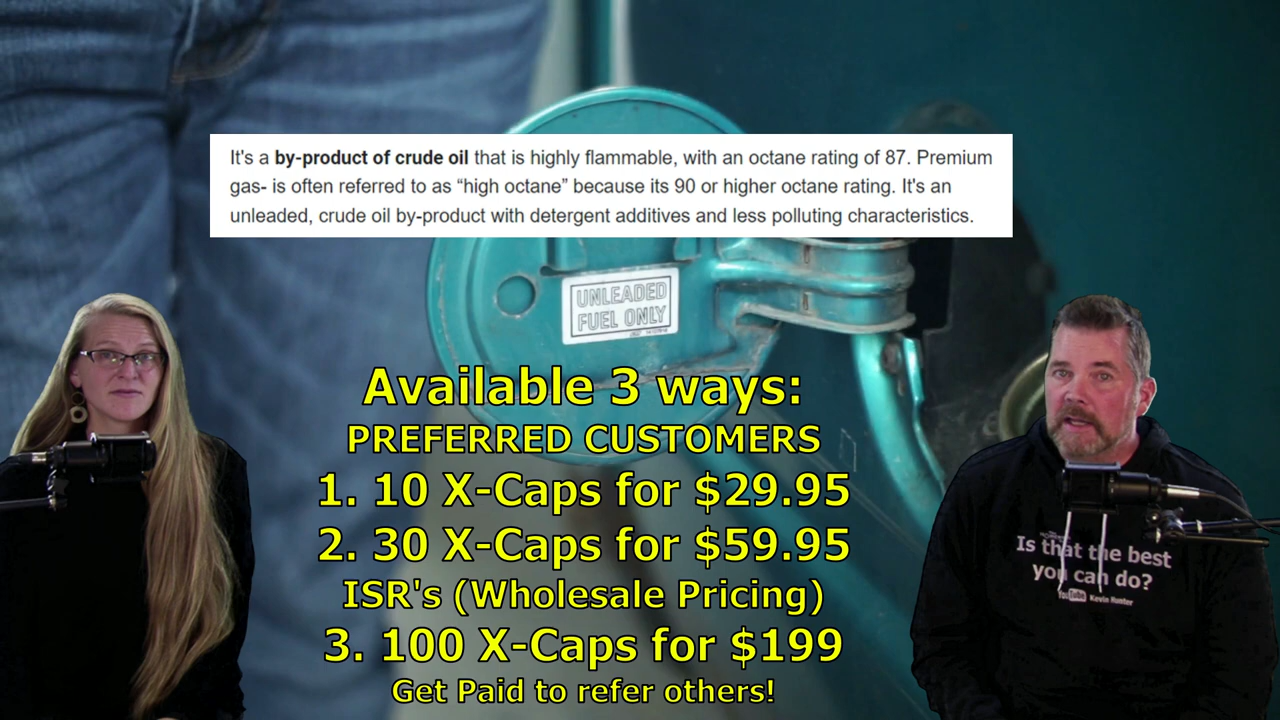 It's a by-product of crude oil that is highly flammable, with an octane rating of 87. Premium
gas- is often referred to as “high octane” because its 90 or higher octane rating. It's an
unleaded, crude oil by-product with detergent additives and less polluting characteristics.
UNLEADED
FUEL ONLY
Available 3 ways:
PREFERRED CUSTOMERS
1. 10 X-Caps for $29.95
2. 30 X-Caps for $59.95
ISR's (Wholesale Pricing)
3. 100 X-Caps for $199
Get Paid to refer others!
Is that the best
you can do?
YouTube Kevin Hunter